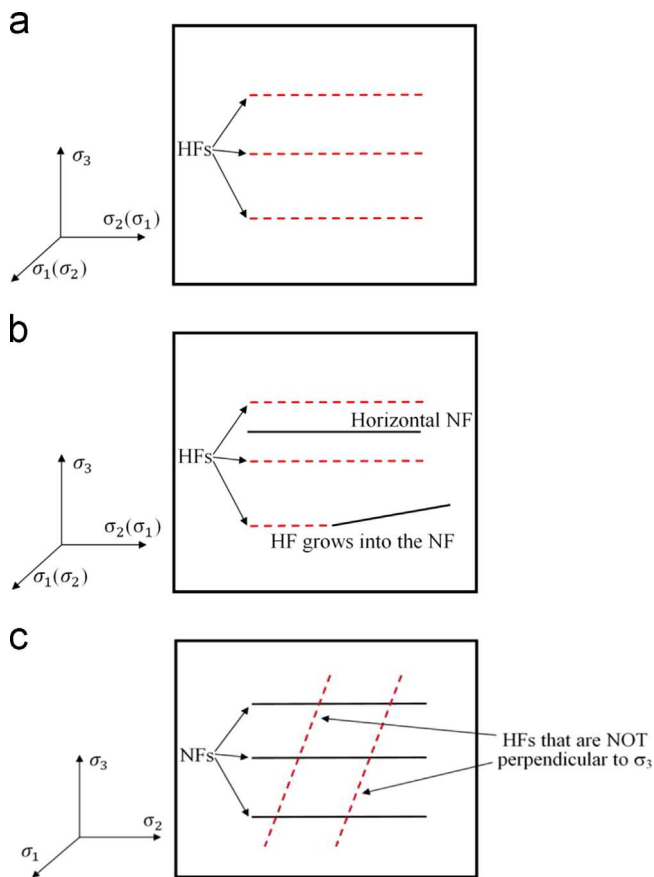 a
HFs
σ₃
σ₂(σ₁)
σ₁(σ₂)
b
Horizontal NF
HFs
σ₃
σ₂(σ₁)
HF grows into the NF
σ₁(σ₂)
c
NFs
HFs that are NOT
perpendicular to σ₃
σ₃
σ₂
σ₁